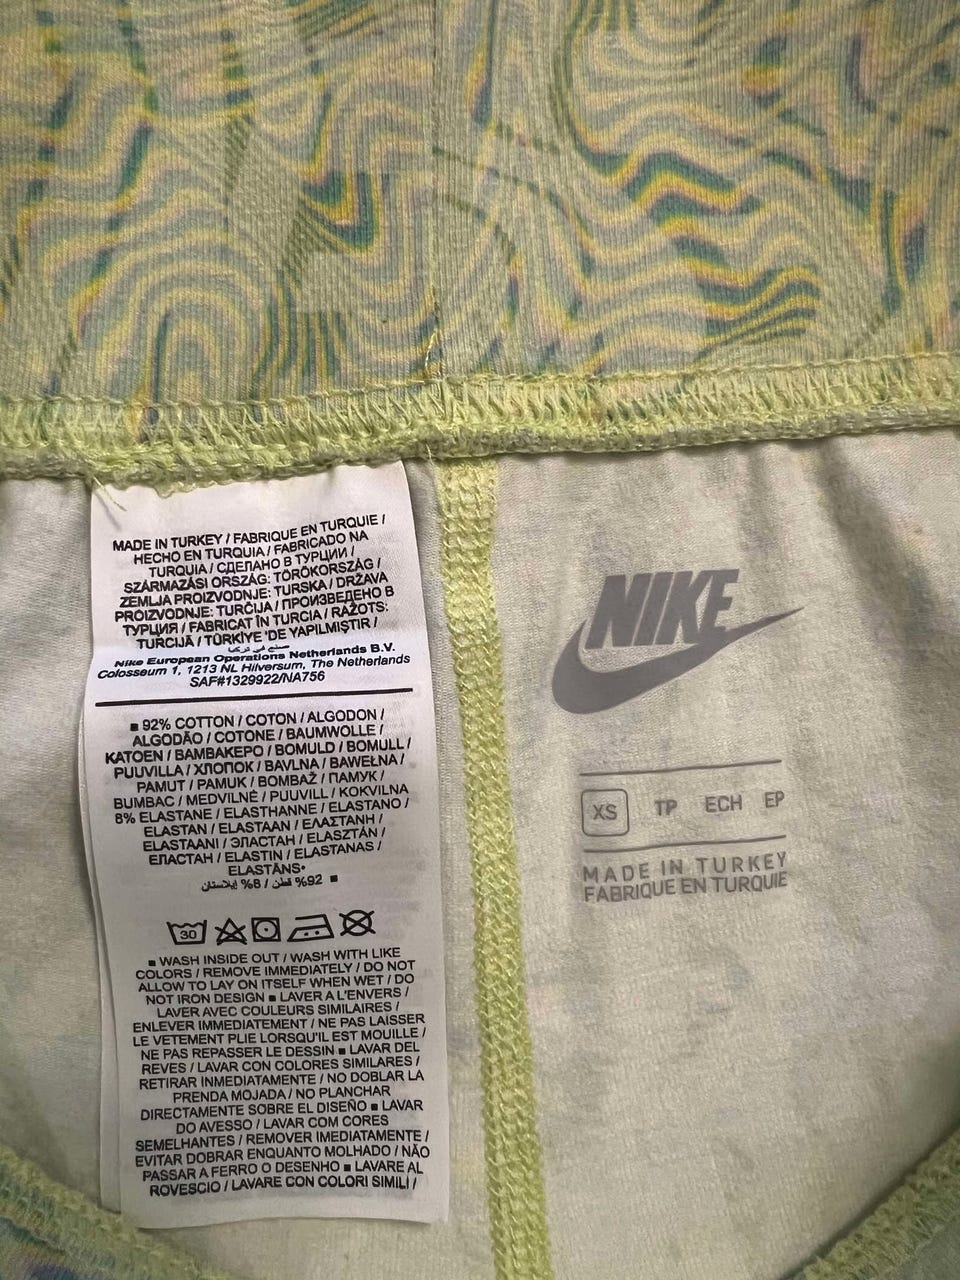 MADE IN TURKEY / FABRIQUE EN TURQUIE /
HECHO EN TURQUIA / FABRICADO NA
TURQUIA / СДЕЛАНО В ТУРЦИИ /
SZÁRMAZÁSI ORSZÁG: TÖRÖKORSZÁG /
ZEMLJA PROIZVODNJE: TURSKA / DRŽAVA
PROIZVODNJE: TURČIJA / ПРОИЗВЕДЕНО В
ТУРЦИЯ / FABRICAT ÎN TURCIA / RAŽOTS:
TURCIJĀ / TÜRKİYE 'DE YAPILMIŞTIR /
صنع في تركيا
Nike European Operations Netherlands B.V.
Colosseum 1, 1213 NL Hilversum, The Netherlands
SAF#1329922/NA756
■ 92% COTTON / COTON / ALGODON /
ALGODÃO / COTONE / BAUMWOLLE /
KATOEN / ΒΑΜΒΑΚΕΡΟ / BOMULD / BOMULL /
PUUVILLA / ХЛОПОК / BAVLNA / BAWEŁNA /
PAMUT / PAMUK / BOMBAŽ / ПАМУК /
BUMBAC / MEDVILNĖ / PUUVILL / KOKVILNA
8% ELASTANE / ELASTHANNE / ELASTANO /
ELASTAN / ELASTAAN / ΕΛΑΣΤΑΝΗ /
ELASTAANI / ЭЛАСТАН / ELASZTÁN /
ЕЛАСТАН / ELASTIN / ELASTANAS /
ELASTĀNS•
92% قطن / 8% إيلاستان ■
30
■ WASH INSIDE OUT / WASH WITH LIKE
COLORS / REMOVE IMMEDIATELY / DO NOT
ALLOW TO LAY ON ITSELF WHEN WET / DO
NOT IRON DESIGN ■ LAVER A L'ENVERS /
LAVER AVEC COULEURS SIMILAIRES /
ENLEVER IMMEDIATEMENT / NE PAS LAISSER
LE VETEMENT PLIE LORSQU'IL EST MOUILLE /
NE PAS REPASSER LE DESSIN ■ LAVAR DEL
REVES / LAVAR CON COLORES SIMILARES /
RETIRAR INMEDIATAMENTE / NO DOBLAR LA
PRENDA MOJADA / NO PLANCHAR
DIRECTAMENTE SOBRE EL DISEÑO ■ LAVAR
DO AVESSO / LAVAR COM CORES
SEMELHANTES / REMOVER IMEDIATAMENTE /
EVITAR DOBRAR ENQUANTO MOLHADO / NÃO
PASSAR A FERRO O DESENHO ■ LAVARE AL
ROVESCIO / LAVARE CON COLORI SIMILI /
NIKE
XS TP ECH EP
MADE IN TURKEY
FABRIQUE EN TURQUIE